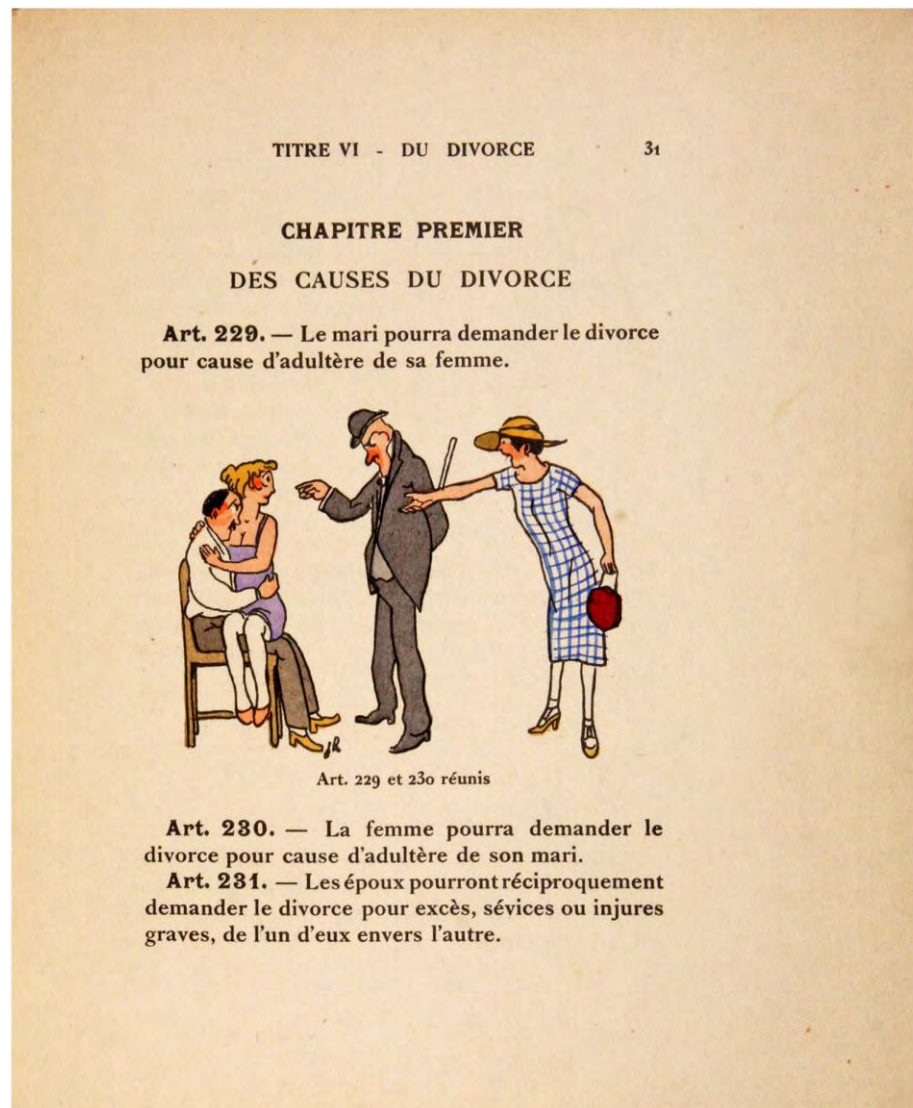 TITRE VI - DU DIVORCE 31
CHAPITRE PREMIER
DES CAUSES DU DIVORCE
Art. 229. — Le mari pourra demander le divorce
pour cause d'adultère de sa femme.
jh
Art. 229 et 230 réunis
Art. 230. — La femme pourra demander le
divorce pour cause d'adultère de son mari.
Art. 231. — Les époux pourront réciproquement
demander le divorce pour excès, sévices ou injures
graves, de l'un d'eux envers l'autre.